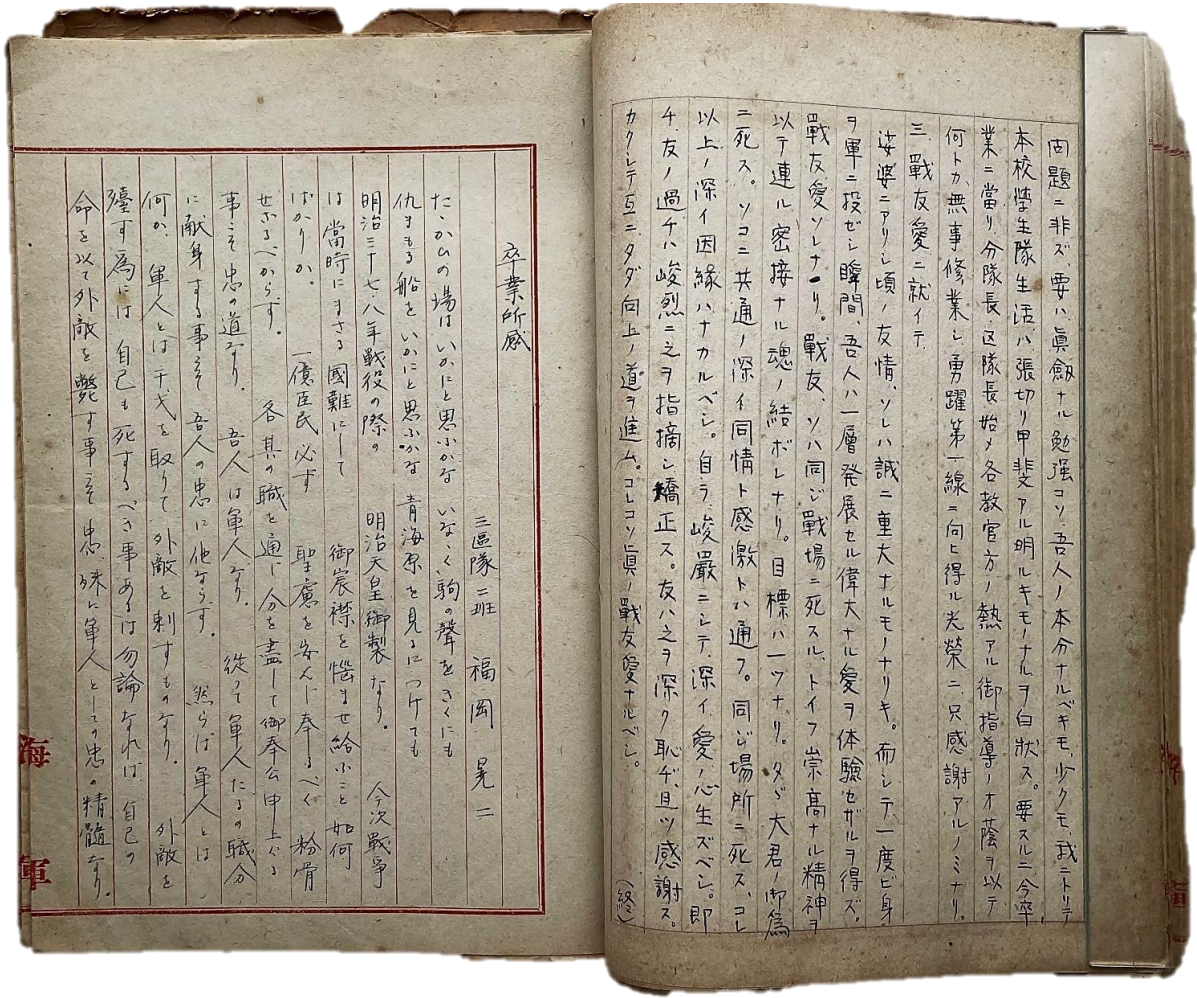 問題ニ非ズ、要ハ眞劔ナル勉强コソ、吾人ノ本分ナルベキモ、少クモ、我ニトリテ
本校學生隊生活ハ張切リ甲斐アル明ルキモノナルヲ白狀ス。要スルニ今卒
業ニ當リ、分隊長、区隊長始メ各教官方ノ熱アル御指導ノオ蔭ヲ以テ
何トカ無事修業シ勇躍第一線ニ向ヒ得ル光榮ニ只感謝アルノミナリ。
三、戰友愛ニ就イテ
娑婆ニアリシ頃ノ友情、ソレハ誠ニ重大ナルモノナリキ。而シテ一度ビ身
ヲ軍ニ投ゼシ瞬間、吾人ハ一層発展セル偉大ナル愛ヲ体驗セザルヲ得ズ。
戰友愛ソレナリ。戰友、ソハ同ジ戰場ニ死スル、トイフ崇高ナル精神ヲ
以テ連ル、密接ナル魂ノ結ボレナリ。目標ハ一ツナリ。タヾ大君ノ御爲
ニ死ス。ソコニ共通ノ深イ同情ト感激トハ通フ。同ジ場所ニ死ス、コレ
以上ノ深イ因緣ハナカルベシ。自ラ、峻嚴ニシテ、深イ愛ノ心生ズベシ。即
チ、友ノ過チハ峻烈ニ之ヲ指摘シ矯正ス。友ハ之ヲ深ク恥ヂ、且ツ感謝ス。
カクシテ互ニタダ向上ノ道ヲ進ム。コレコソ眞ノ戰友愛ナルベシ。
(終)
卒業所感
三區隊二班 福岡 晃二
たゝかひの場はいかにと思ふかな いなゝく駒の聲をきくにも
仇まもる船をいかにと思ふかな 青海原を見るにつけても
明治三十七八年戰役の際の 明治天皇御製なり。 今次戰爭
は當時にまさる國難にして 御宸襟を惱ませ給ふこと如何
ばかりか。 一億臣民必ず 聖慮を安んじ奉るべく 粉骨
せざるべからず。 各其の職を通じ分を盡して御奉公申上ぐる
事こそ忠の道なり。 吾人は軍人なり。 從つて軍人たるの職分
に献身する事こそ 吾人の忠に他ならず。 然らば 軍人とは
何か、軍人とは干戈を取りて 外敵を刺すものなり。 外敵を
殪す爲には 自己も死するべき事あるは勿論なれば 自己の
命を以て外敵を斃す事こそ忠、殊に軍人としての忠の精髓なり。
海
軍